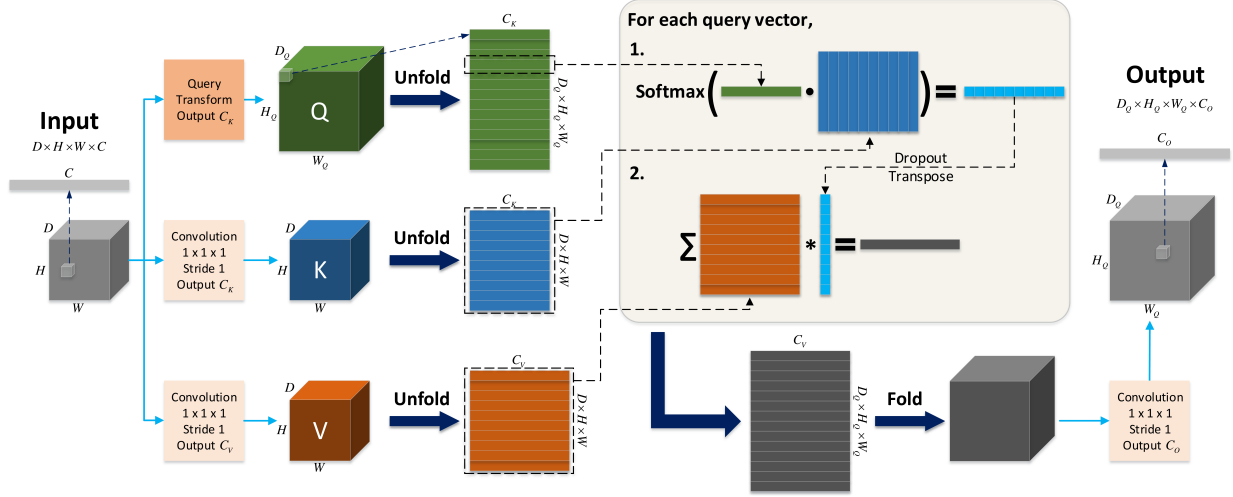 Input
D×H×W×C
C
D
H
W
Query
Transform
Output C_K
D_Q
H_Q
Q
W_Q
Unfold
C_K
D_Q×H_Q×W_Q
Convolution
1 x 1 x 1
Stride 1
Output C_K
D
H
K
W
Unfold
C_K
D×H×W
Convolution
1 x 1 x 1
Stride 1
Output C_V
D
H
V
W
Unfold
C_V
D×H×W
For each query vector,
1.
Softmax( • ) =
Dropout
Transpose
2.
Σ * =
C_V
D_Q×H_Q×W_Q
Fold
Convolution
1 x 1 x 1
Stride 1
Output C_O
Output
D_Q×H_Q×W_Q×C_O
C_O
D_Q
H_Q
W_Q